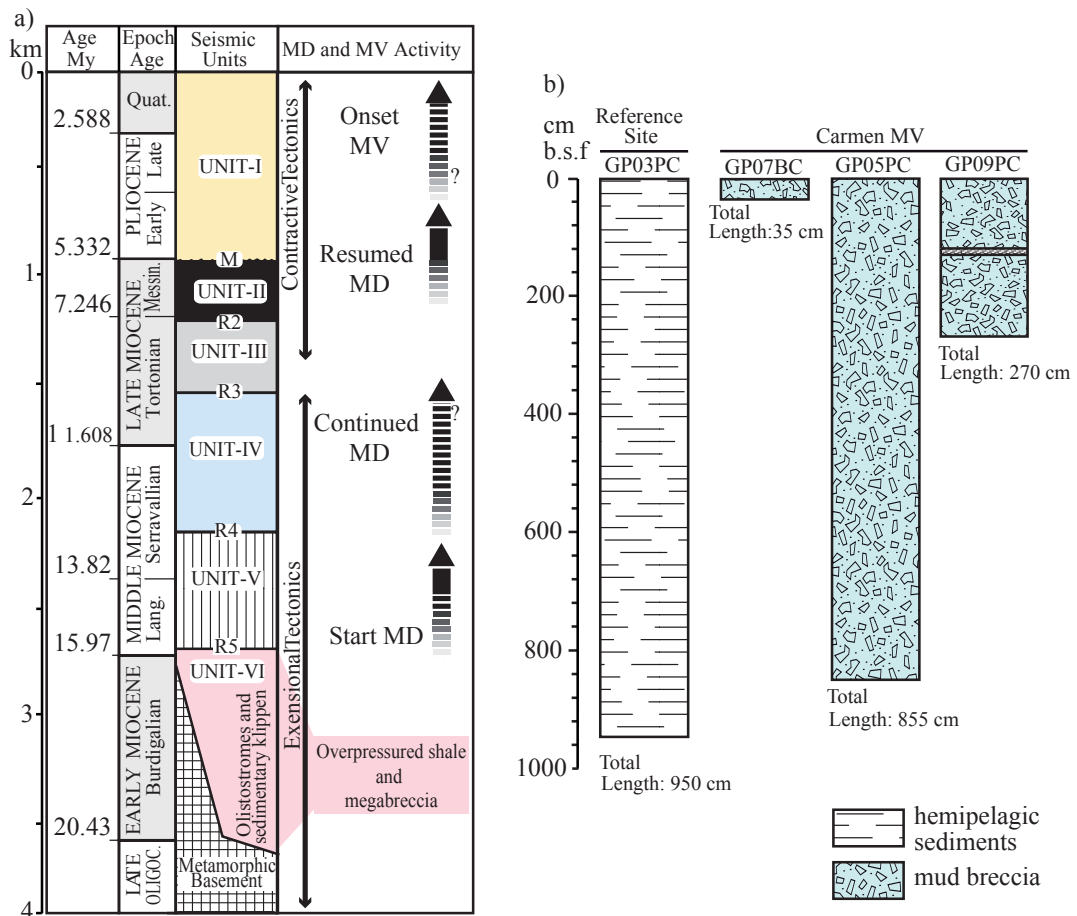 a)
km
Age
My
Epoch
Age
Seismic
Units
MD and MV Activity
0
1
2
3
4
2.588
5.332
7.246
1 1.608
13.82
15.97
20.43
Quat.
PLIOCENE
Late
Early
LATE MIOCENE
Messin.
Tortonian
MIDDLE MIOCENE
Serravallian
Lang.
EARLY MIOCENE
Burdigalian
LATE
OLIGOC.
UNIT-I
M
UNIT-II
R2
UNIT-III
R3
UNIT-IV
R4
UNIT-V
R5
UNIT-VI
Olistostromes and
sedimentary klippen
Metamorphic
Basement
ContractiveTectonics
ExensionalTectonics
Onset
MV
?
Resumed
MD
Continued
MD
?
Start MD
Overpressured shale
and
megabreccia
b)
cm
b.s.f
Reference
Site
Carmen MV
GP03PC
GP07BC
GP05PC
GP09PC
0
200
400
600
800
1000
Total
Length:35 cm
Total
Length: 270 cm
Total
Length: 855 cm
Total
Length: 950 cm
hemipelagic
sediments
mud breccia